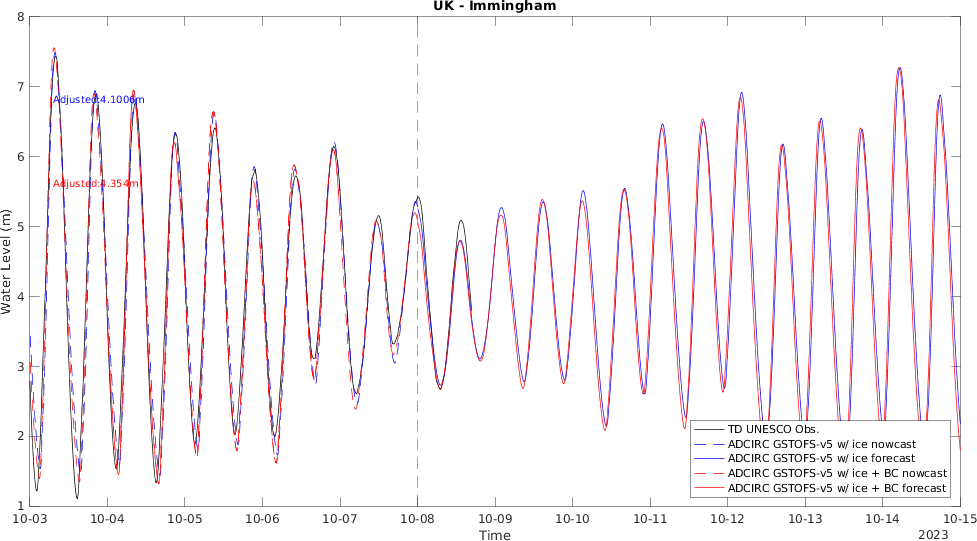 UK - Immingham
8
7
6
5
4
3
2
1
Water Level (m)
Adjusted:4.1006m
Adjusted:4.354m
TD UNESCO Obs.
ADCIRC GSTOFS-v5 w/ ice nowcast
ADCIRC GSTOFS-v5 w/ ice forecast
ADCIRC GSTOFS-v5 w/ ice + BC nowcast
ADCIRC GSTOFS-v5 w/ ice + BC forecast
10-03 10-04 10-05 10-06 10-07 10-08 10-09 10-10 10-11 10-12 10-13 10-14 10-15
Time
2023